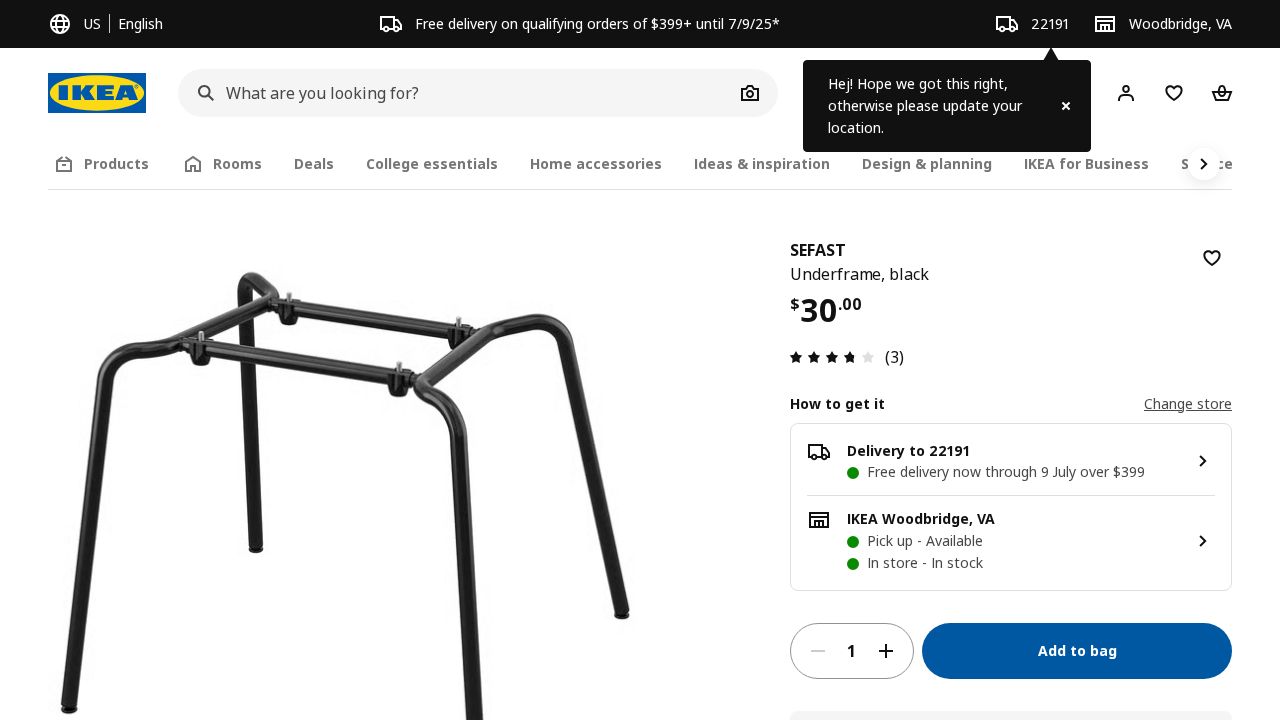 US
English
Free delivery on qualifying orders of $399+ until 7/9/25*
22191
Woodbridge, VA
IKEA
What are you looking for?
Hej! Hope we got this right,
otherwise please update your
location.
Products
Rooms
Deals
College essentials
Home accessories
Ideas & inspiration
Design & planning
IKEA for Business
SEFAST
Underframe, black
$30.00
(3)
How to get it
Change store
Delivery to 22191
Free delivery now through 9 July over $399
IKEA Woodbridge, VA
Pick up - Available
In store - In stock
1
Add to bag